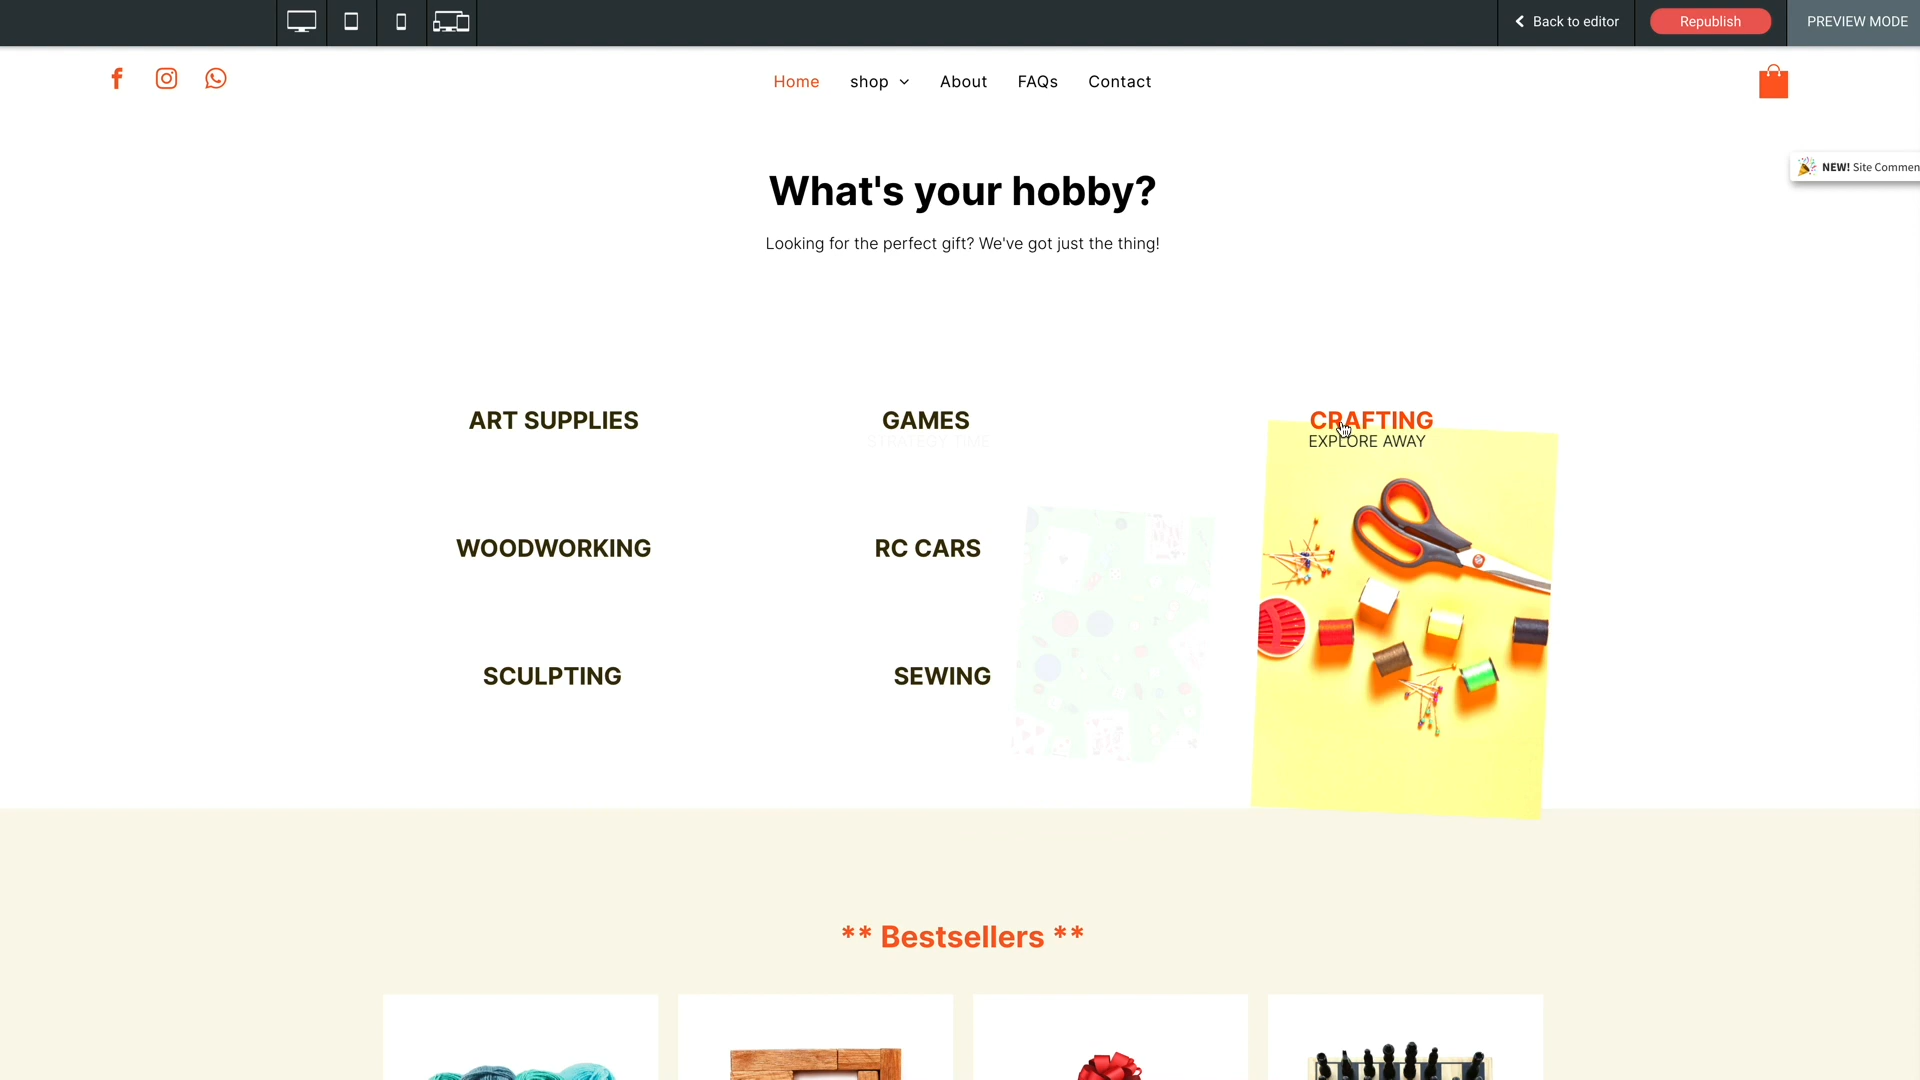 Back to editor
Republish
PREVIEW MODE
Home
shop
About
FAQs
Contact
NEW! Site Commen
What's your hobby?
Looking for the perfect gift? We've got just the thing!
ART SUPPLIES
GAMES
STRATEGY TIME
CRAFTING
EXPLORE AWAY
WOODWORKING
RC CARS
SCULPTING
SEWING
** Bestsellers **